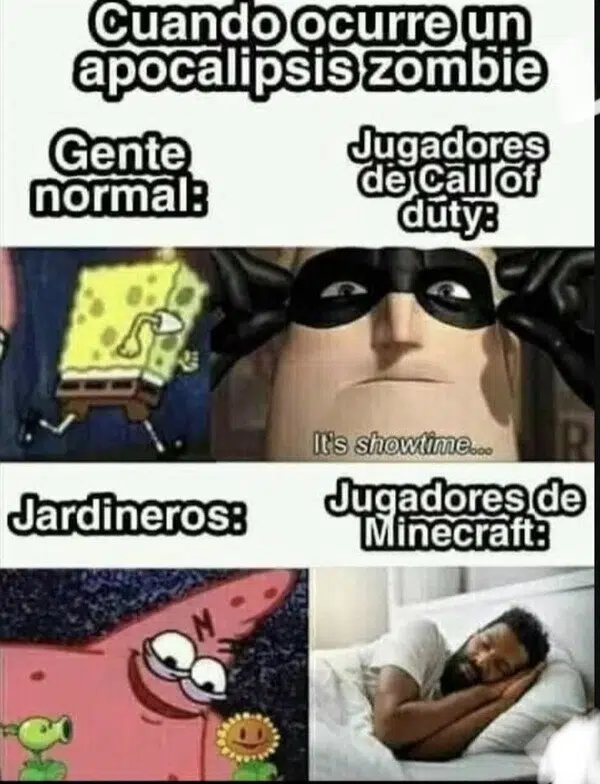 Cuando ocurre un
apocalipsis zombie
Gente
normal:
Jugadores
de Call of
duty:
It's showtime...
Jardineros:
Jugadores de
Minecraft: